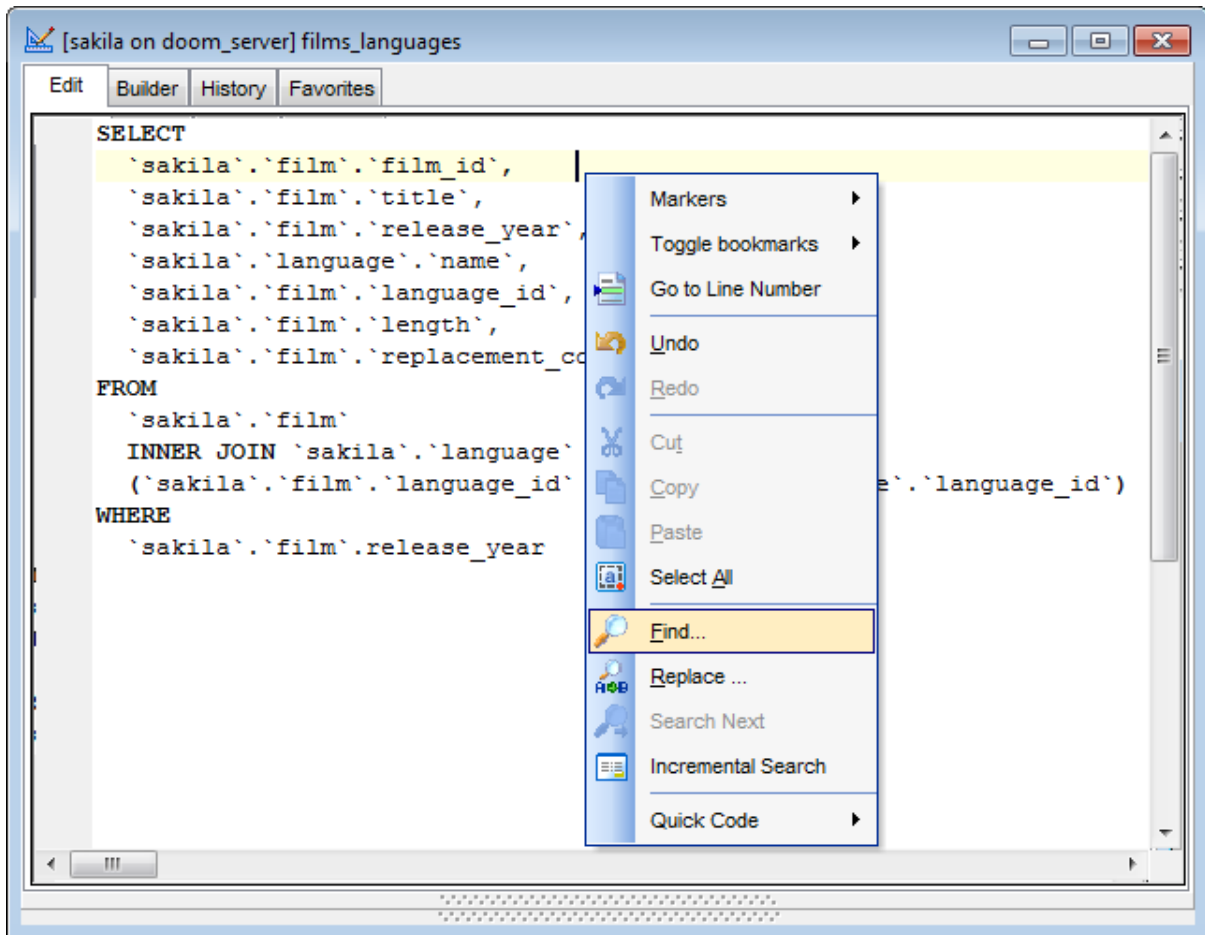 [sakila on doom_server] films_languages
Edit Builder History Favorites
SELECT
`sakila`.`film`.`film_id`,
`sakila`.`film`.`title`,
`sakila`.`film`.`release_year`,
`sakila`.`language`.`name`,
`sakila`.`film`.`language_id`,
`sakila`.`film`.`length`,
`sakila`.`film`.`replacement_
FROM
`sakila`.`film`
INNER JOIN `sakila`.`language`
(`sakila`.`film`.`language_id` `.`language_id`)
WHERE
`sakila`.`film`.release_year
Markers
Toggle bookmarks
Go to Line Number
Undo
Redo
Cut
Copy
Paste
Select All
Find...
Replace ...
Search Next
Incremental Search
Quick Code